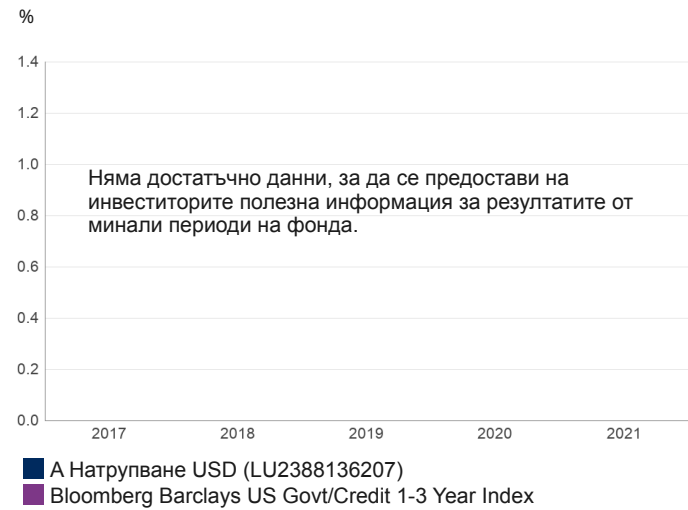 %
1.4
1.2
1.0
Няма достатъчно данни, за да се предостави на
инвеститорите полезна информация за резултатите от
минали периоди на фонда.
0.8
0.6
0.4
0.2
0.0
2017 2018 2019 2020 2021
А Натрупване USD (LU2388136207)
Bloomberg Barclays US Govt/Credit 1-3 Year Index